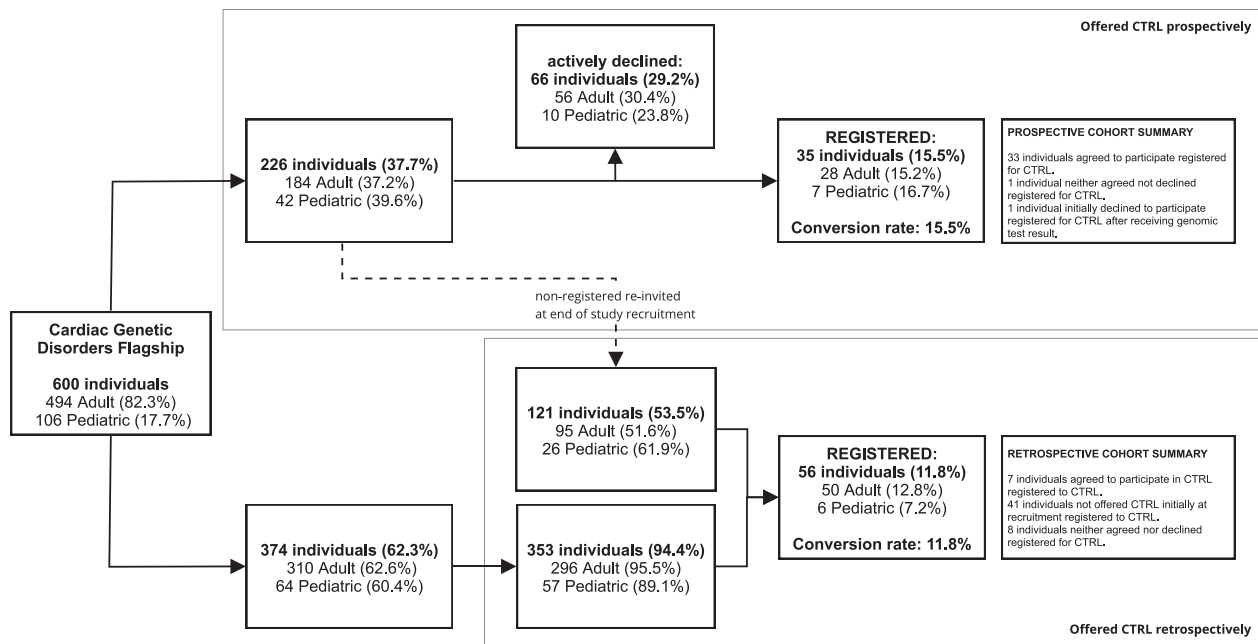 Offered CTRL prospectively
actively declined:
66 individuals (29.2%)
56 Adult (30.4%)
10 Pediatric (23.8%)
226 individuals (37.7%)
184 Adult (37.2%)
42 Pediatric (39.6%)
REGISTERED:
35 individuals (15.5%)
28 Adult (15.2%)
7 Pediatric (16.7%)
Conversion rate: 15.5%
PROSPECTIVE COHORT SUMMARY
33 individuals agreed to participate registered
for CTRL.
1 individual neither agreed not declined
registered for CTRL.
1 individual initially declined to participate
registered for CTRL after receiving genomic
test result.
non-registered re-invited
at end of study recruitment
Cardiac Genetic
Disorders Flagship
600 individuals
494 Adult (82.3%)
106 Pediatric (17.7%)
121 individuals (53.5%)
95 Adult (51.6%)
26 Pediatric (61.9%)
374 individuals (62.3%)
310 Adult (62.6%)
64 Pediatric (60.4%)
353 individuals (94.4%)
296 Adult (95.5%)
57 Pediatric (89.1%)
REGISTERED:
56 individuals (11.8%)
50 Adult (12.8%)
6 Pediatric (7.2%)
Conversion rate: 11.8%
RETROSPECTIVE COHORT SUMMARY
7 individuals agreed to participate in CTRL
registered to CTRL.
41 individuals not offered CTRL initially at
recruitment registered to CTRL.
8 individuals neither agreed nor declined
registered for CTRL.
Offered CTRL retrospectively